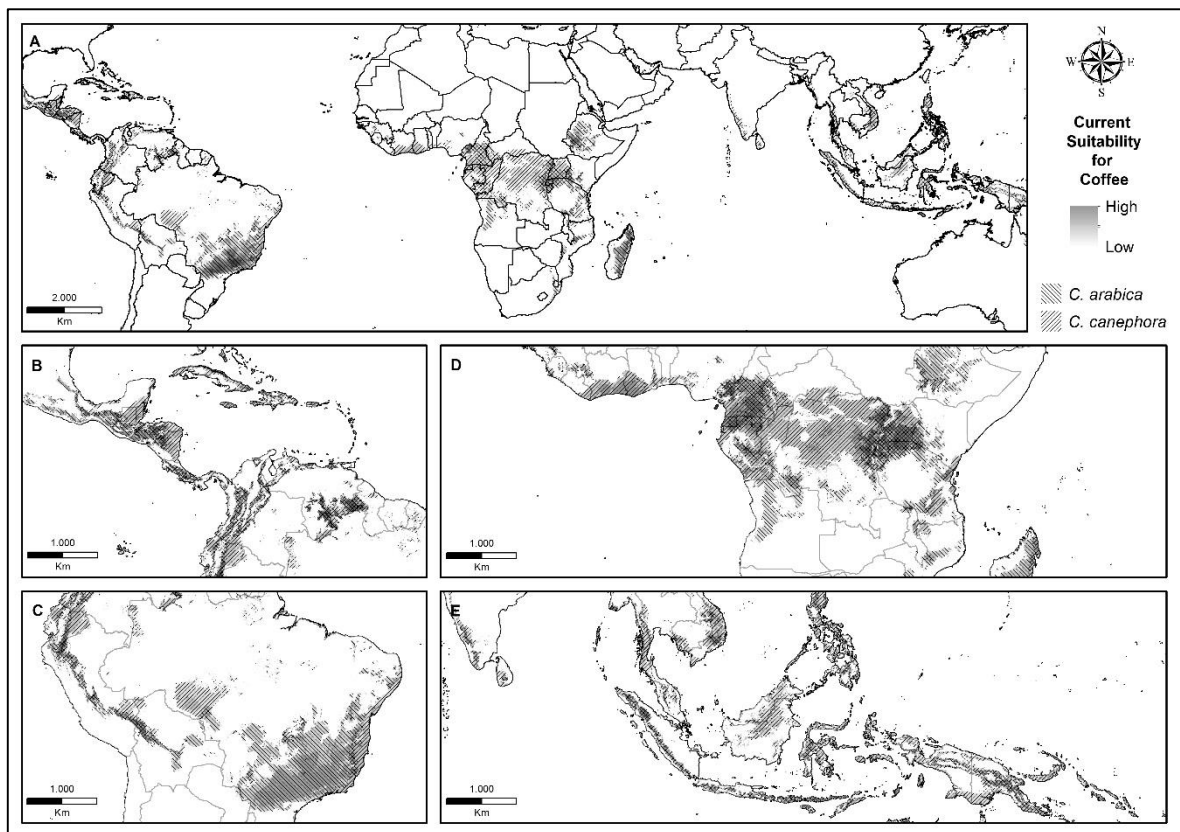 A
N
W
E
S
Current
Suitability
for
Coffee
High
Low
C. arabica
C. canephora
2.000
Km
B
1.000
Km
D
1.000
Km
C
1.000
Km
E
1.000
Km